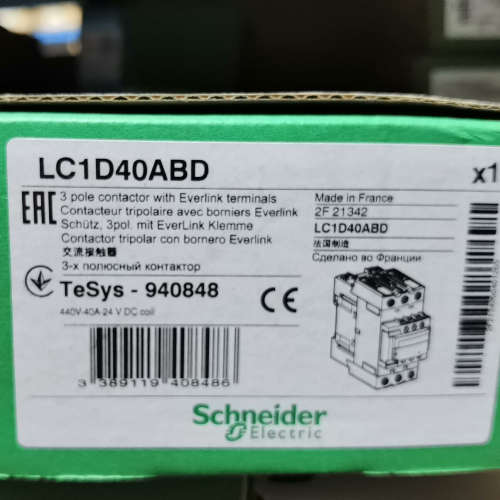 LC1D40ABD x1
EAC
3 pole contactor with Everlink terminals
Contacteur tripolaire avec borniers Everlink
Schütz, 3pol. mit EverLink Klemme
Contactor tripolar con bornero Everlink
交流接触器
3-х полюсный контактор
Made in France
2F 21342
LC1D40ABD
法国制造
Сделано во Франции
TeSys - 940848
CE
440V-40A-24 V DC coil
3 389119 408486
Schneider
Electric